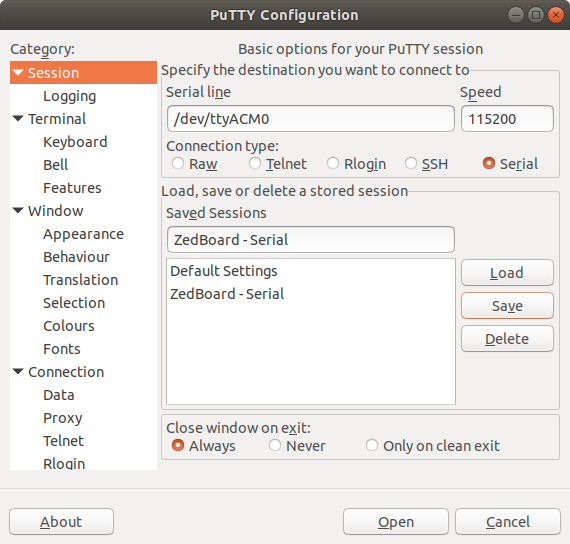 PuTTY Configuration
Category:
Session
Logging
Terminal
Keyboard
Bell
Features
Window
Appearance
Behaviour
Translation
Selection
Colours
Fonts
Connection
Data
Proxy
Telnet
Rlogin
Basic options for your PuTTY session
Specify the destination you want to connect to
Serial line Speed
/dev/ttyACM0 115200
Connection type:
Raw Telnet Rlogin SSH Serial
Load, save or delete a stored session
Saved Sessions
ZedBoard - Serial
Default Settings
ZedBoard - Serial
Load
Save
Delete
Close window on exit:
Always Never Only on clean exit
About Open Cancel